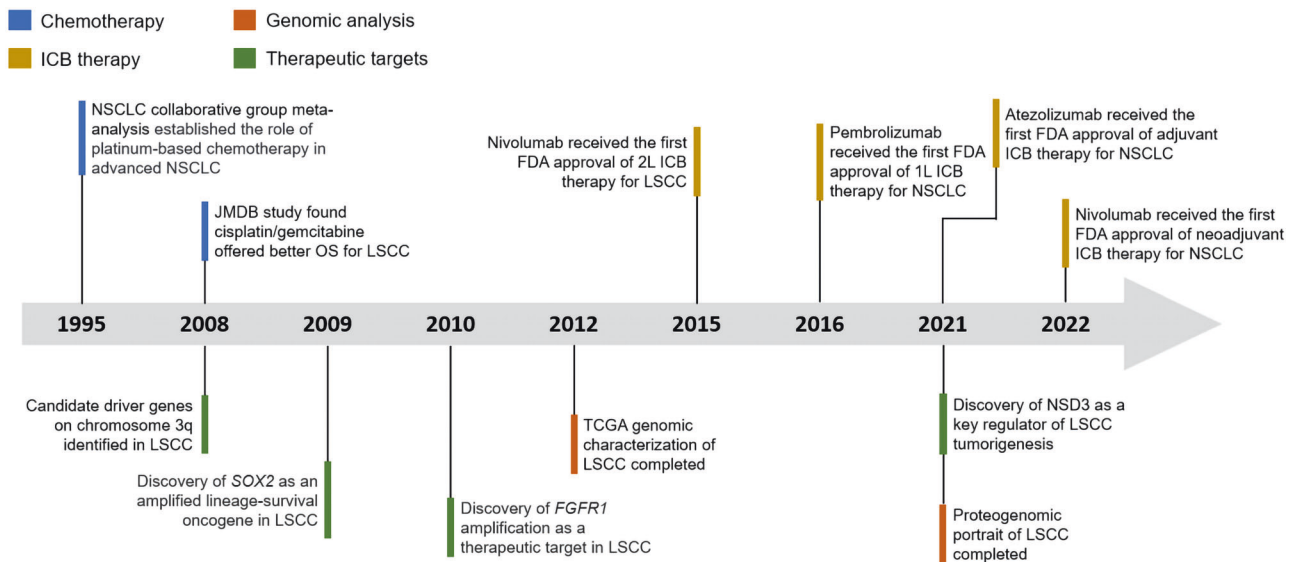 Chemotherapy
Genomic analysis
ICB therapy
Therapeutic targets
NSCLC collaborative group meta-
analysis established the role of
platinum-based chemotherapy in
advanced NSCLC
JMDB study found
cisplatin/gemcitabine
offered better OS for LSCC
Nivolumab received the first
FDA approval of 2L ICB
therapy for LSCC
Pembrolizumab
received the first FDA
approval of 1L ICB
therapy for NSCLC
Atezolizumab received the
first FDA approval of adjuvant
ICB therapy for NSCLC
Nivolumab received the first
FDA approval of neoadjuvant
ICB therapy for NSCLC
1995
2008
2009
2010
2012
2015
2016
2021
2022
Candidate driver genes
on chromosome 3q
identified in LSCC
Discovery of SOX2 as an
amplified lineage-survival
oncogene in LSCC
Discovery of FGFR1
amplification as a
therapeutic target in LSCC
TCGA genomic
characterization of
LSCC completed
Discovery of NSD3 as a
key regulator of LSCC
tumorigenesis
Proteogenomic
portrait of LSCC
completed